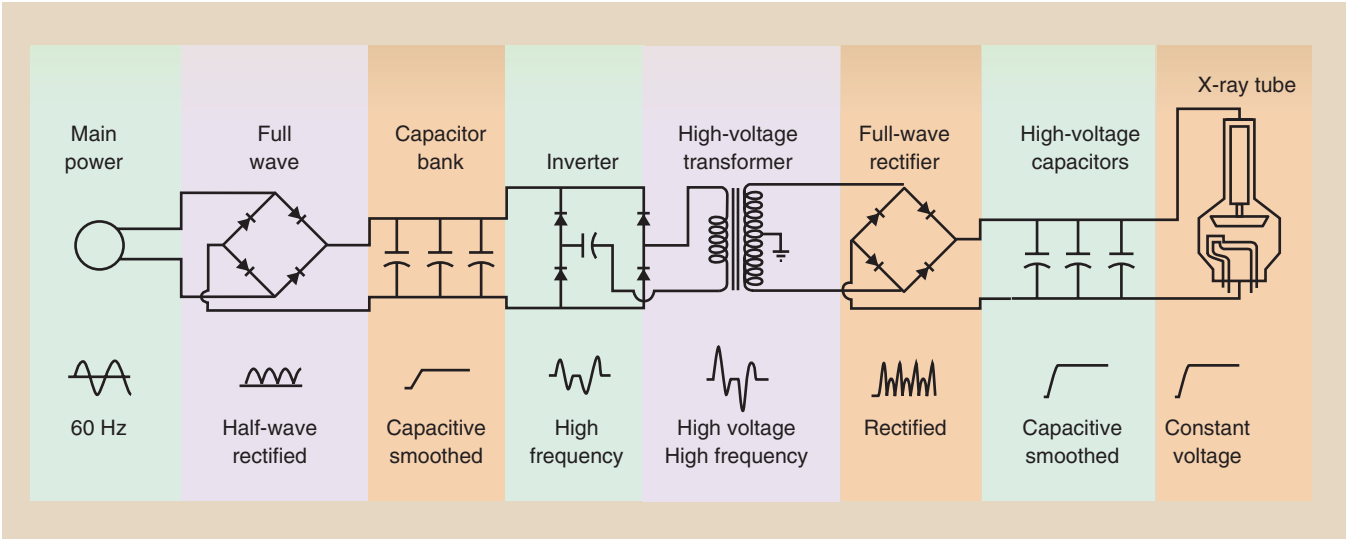 X-ray tube
Main
power
Full
wave
Capacitor
bank
Inverter
High-voltage
transformer
Full-wave
rectifier
High-voltage
capacitors
60 Hz
Half-wave
rectified
Capacitive
smoothed
High
frequency
High voltage
High frequency
Rectified
Capacitive
smoothed
Constant
voltage